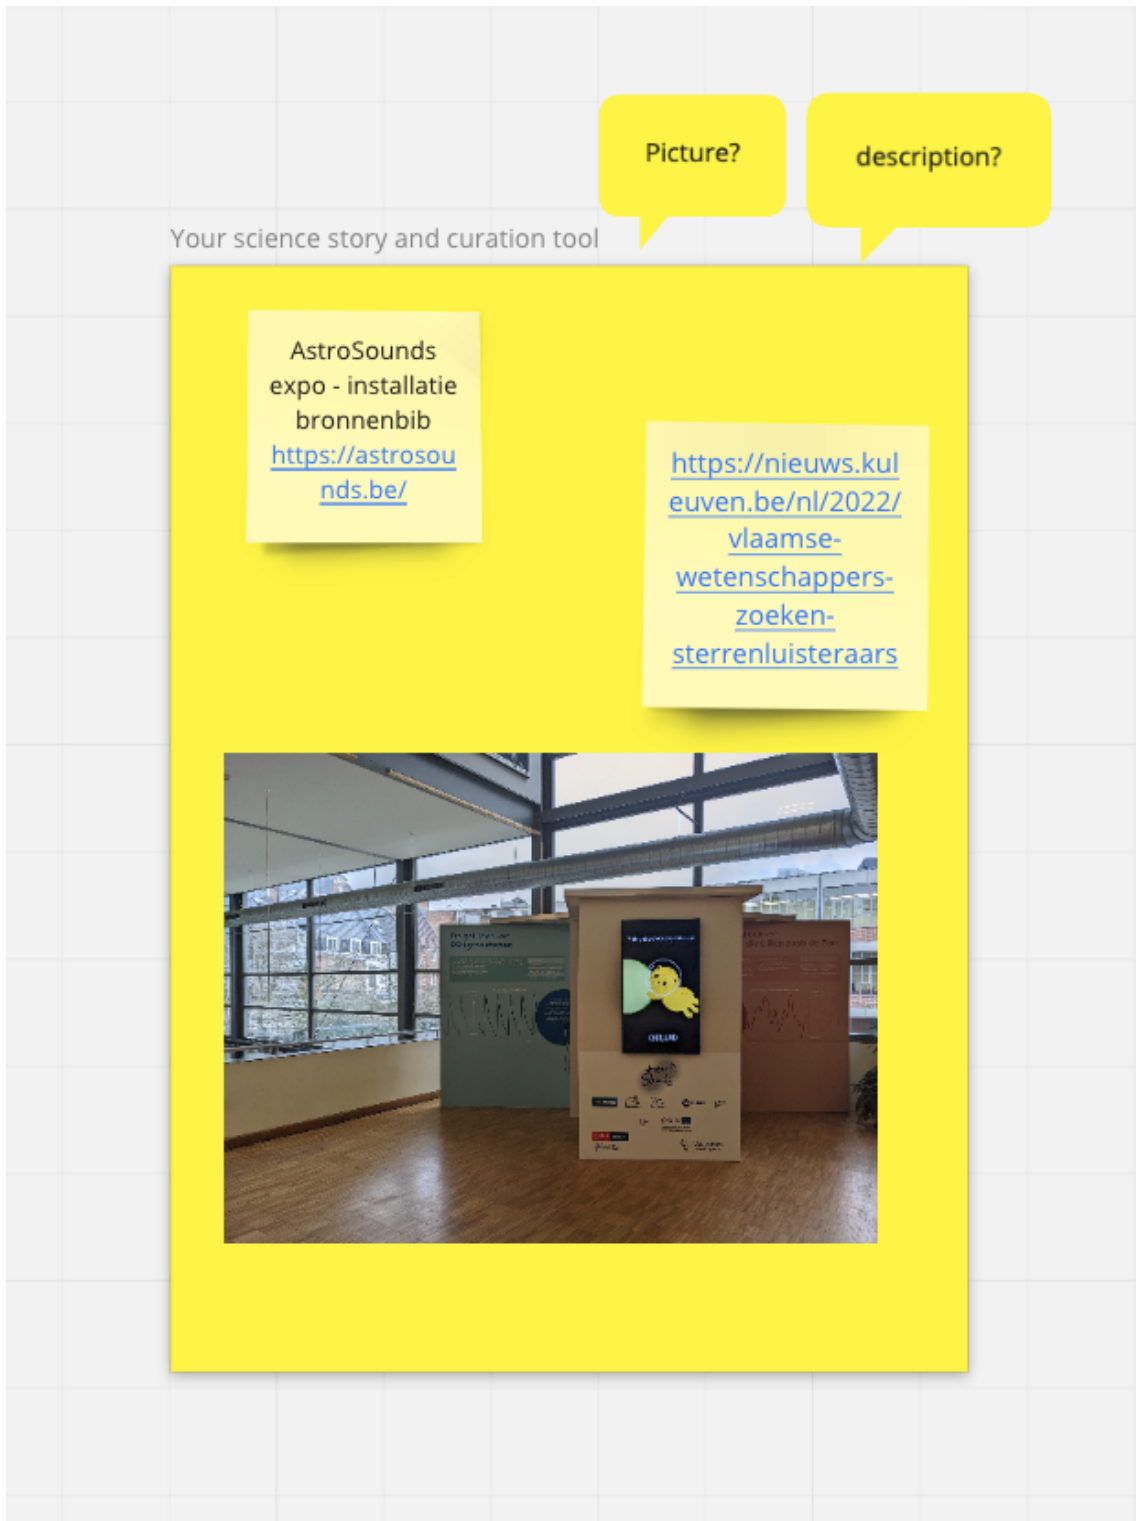 Picture?
description?
Your science story and curation tool
AstroSounds
expo - installatie
bronnenbib
https://astrosou
nds.be/
https://nieuws.kul
euven.be/nl/2022/
vlaamse-
wetenschappers-
zoeken-
sterrenluisteraars